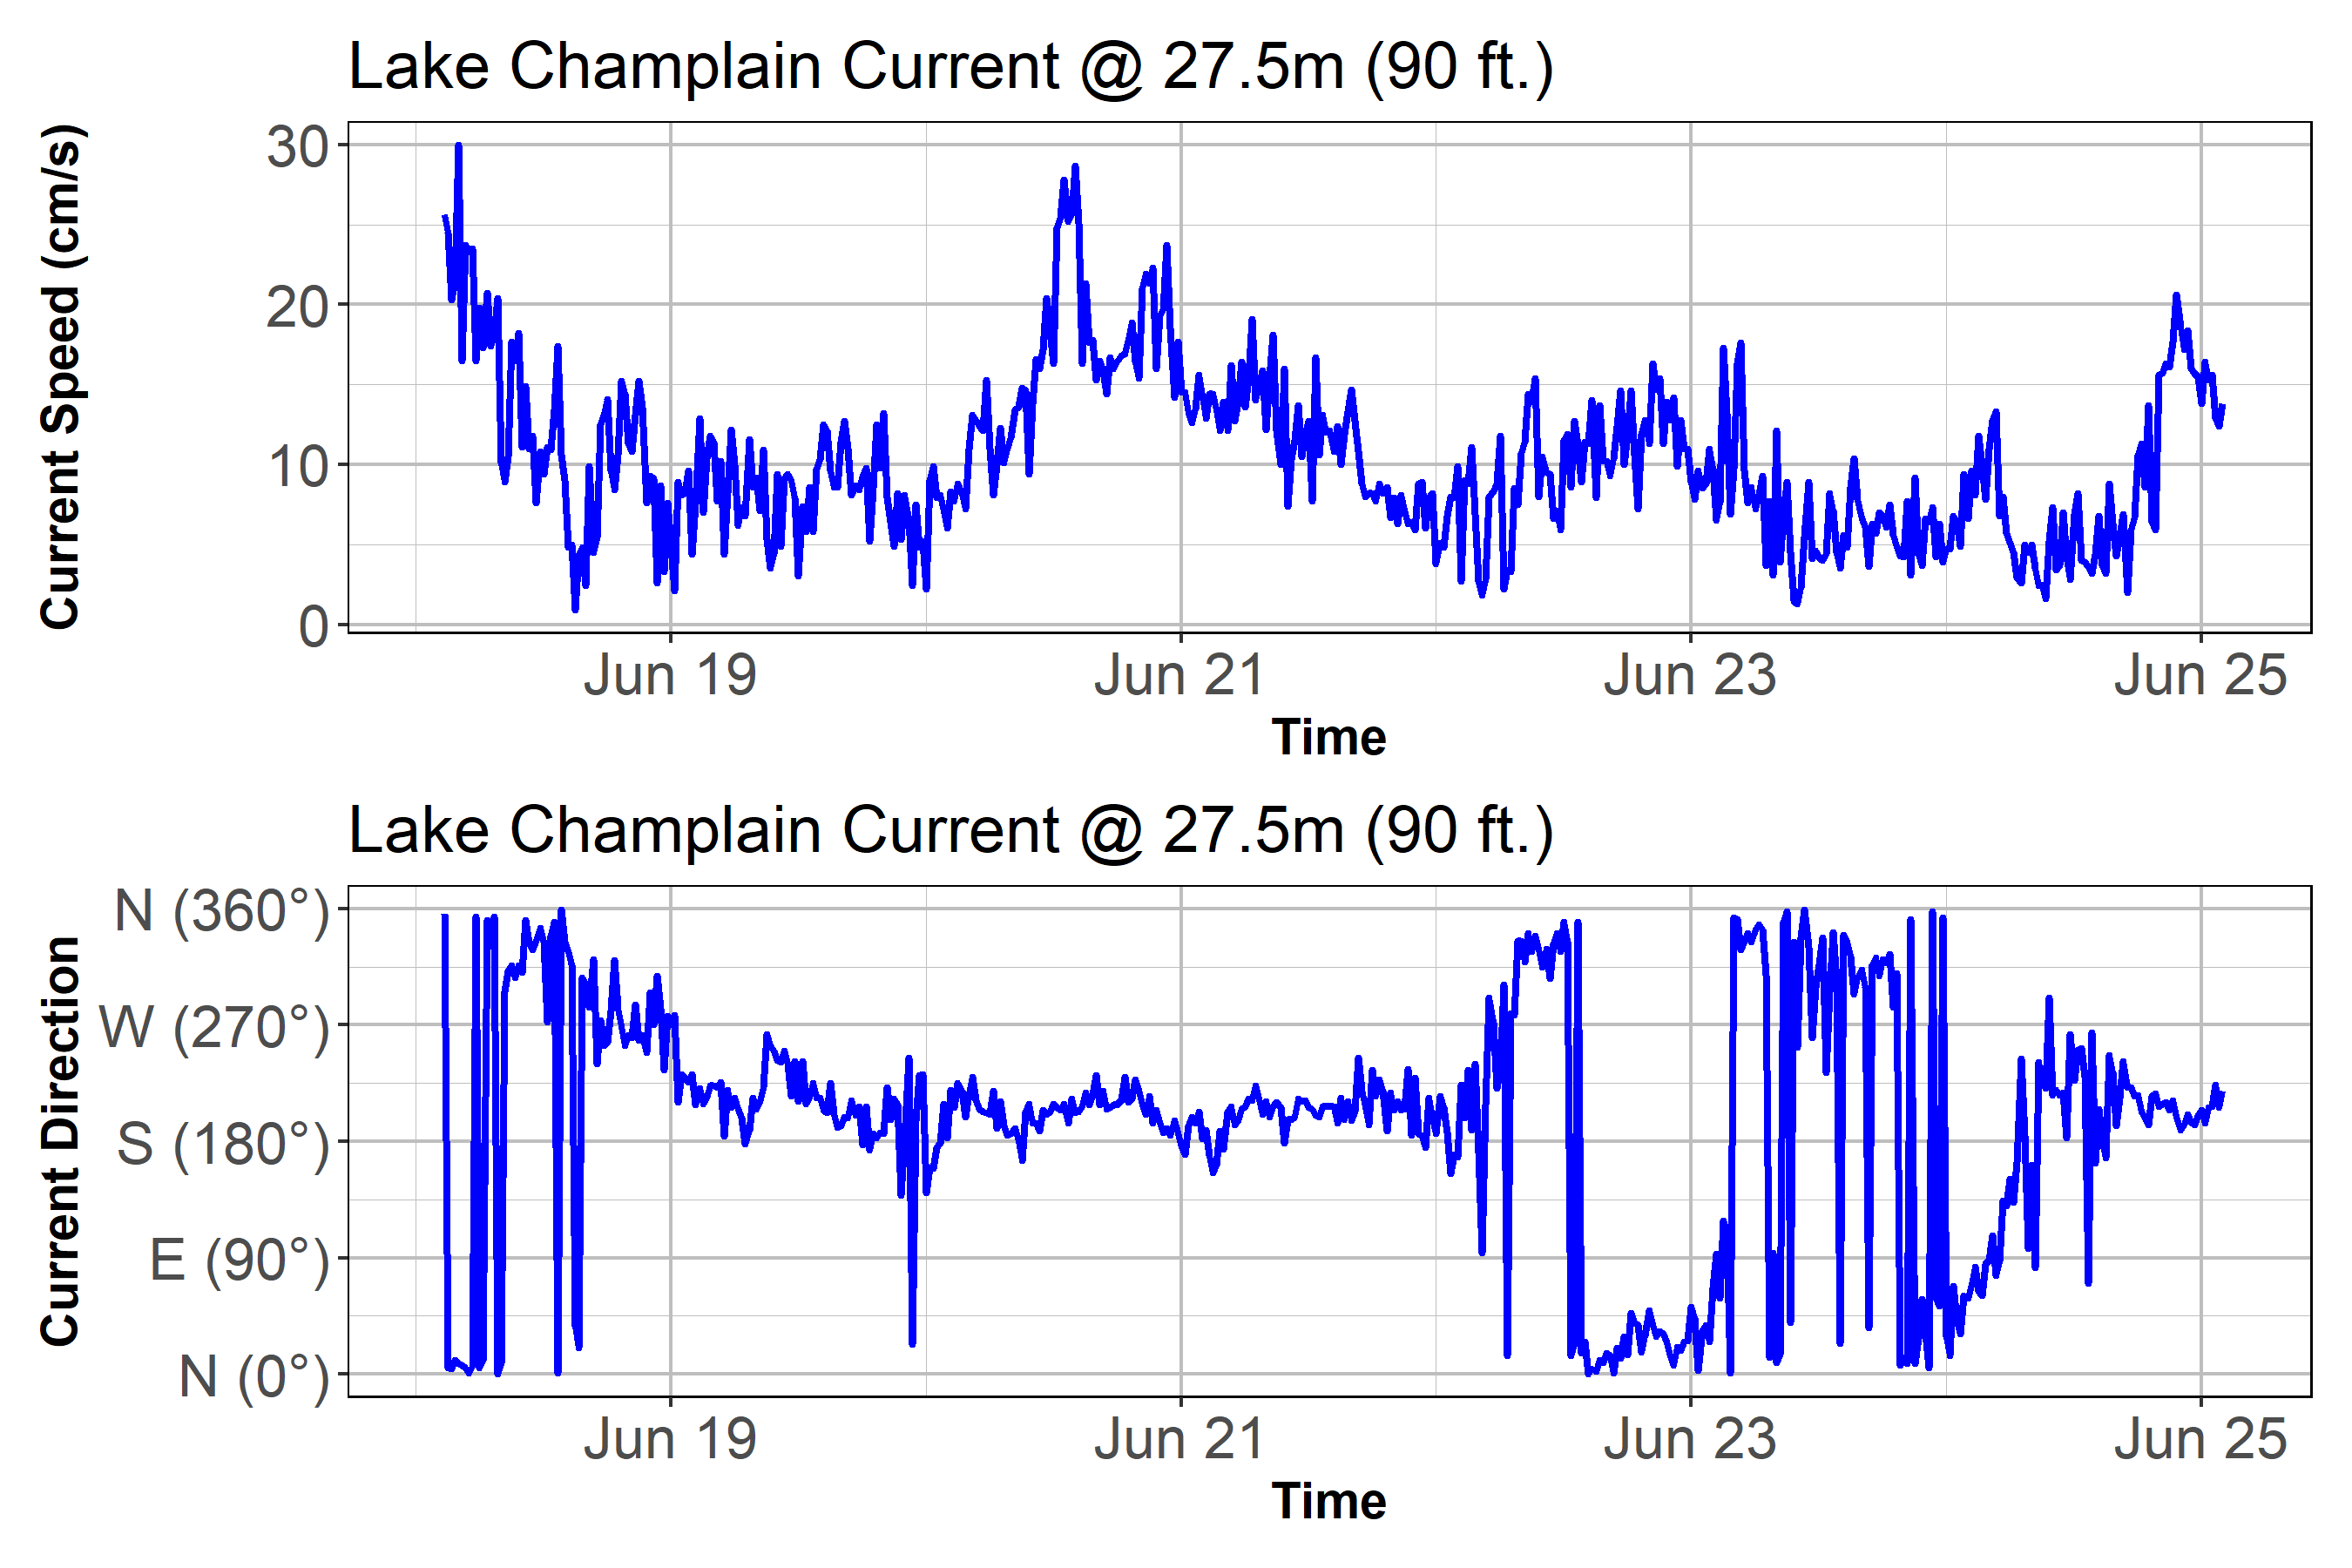 Lake Champlain Current @ 27.5m (90 ft.)
Current Speed (cm/s)
30
20
10
0
Jun 19 Jun 21 Jun 23 Jun 25
Time
Lake Champlain Current @ 27.5m (90 ft.)
Current Direction
N (360°)
W (270°)
S (180°)
E (90°)
N (0°)
Jun 19 Jun 21 Jun 23 Jun 25
Time